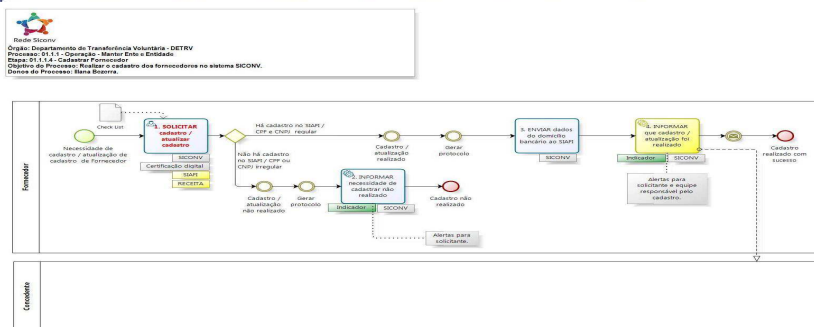 Rede Siconv
Órgão: Departamento de Transferência Voluntária - DETRV
Processo: 01.1.1 - Operação - Manter Ente e Entidade
Etapa: 01.1.1.4 - Cadastrar Fornecedor
Objetivo do Processo: Realizar o cadastro dos fornecedores no sistema SICONV.
Donos do Processo: Ilana Bezerra.
Fornecedor
Necessidade de
cadastro / atualização de
cadastro de Fornecedor
Check List
1. SOLICITAR
cadastro /
atualizar
cadastro
SICONV
Certificação digital
SIAFI
RECEITA
Há cadastro no SIAFI /
CPF e CNPJ regular
Cadastro /
atualização
realizado
Gerar
protocolo
3. ENVIAR dados
do domicílio
bancário ao SIAFI
SICONV
4. INFORMAR
que cadastro /
atualização foi
realizado
Indicador
SICONV
Alertas para
solicitante e equipe
responsável pelo
cadastro.
Cadastro
realizado com
sucesso
Não há cadastro
no SIAFI / CPF ou
CNPJ irregular
Cadastro /
atualização
não realizado
Gerar
protocolo
2. INFORMAR
necessidade de
cadastrar não
realizado
Indicador
SICONV
Alertas para
solicitante.
Cadastro não
realizado
Concedente